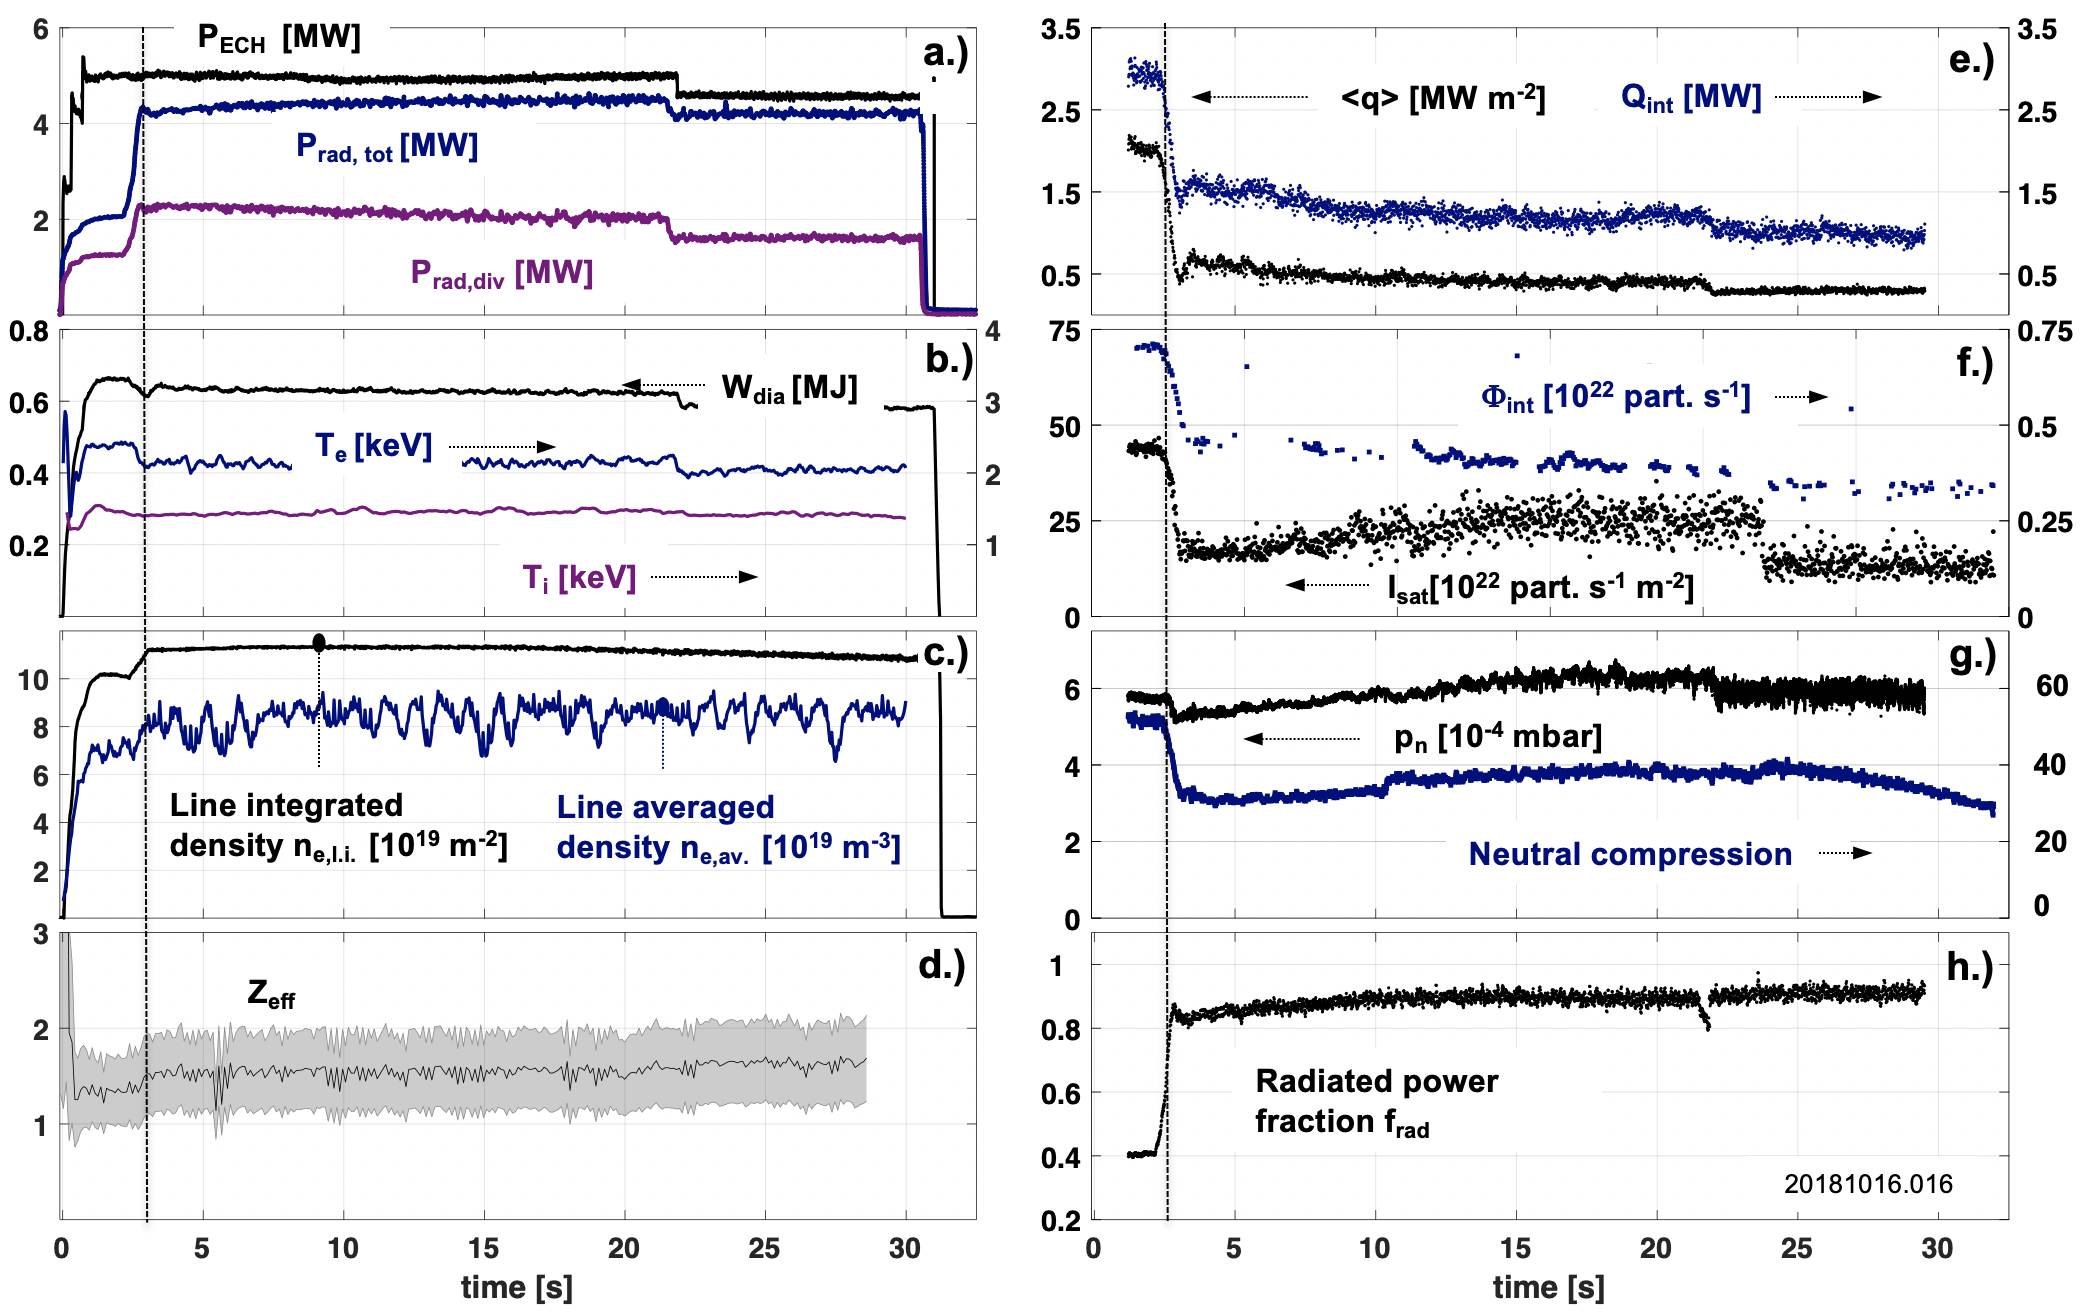 P_ECH [MW]
a.)
P_rad, tot [MW]
P_rad,div [MW]
6
4
2
0.8
0.6
0.4
0.2
4
3
2
1
b.)
W_dia [MJ]
T_e [keV]
T_i [keV]
10
8
6
4
2
c.)
Line integrated
density n_e,l.i. [10^19 m^-2]
Line averaged
density n_e,av. [10^19 m^-3]
3
2
1
d.)
Z_eff
0 5 10 15 20 25 30
time [s]
3.5
2.5
1.5
0.5
3.5
2.5
1.5
0.5
e.)
<q> [MW m^-2]
Q_int [MW]
75
50
25
0
0.75
0.5
0.25
0
f.)
Φ_int [10^22 part. s^-1]
I_sat[10^22 part. s^-1 m^-2]
6
4
2
0
60
40
20
0
g.)
p_n [10^-4 mbar]
Neutral compression
1
0.8
0.6
0.4
0.2
h.)
Radiated power
fraction f_rad
20181016.016
0 5 10 15 20 25 30
time [s]